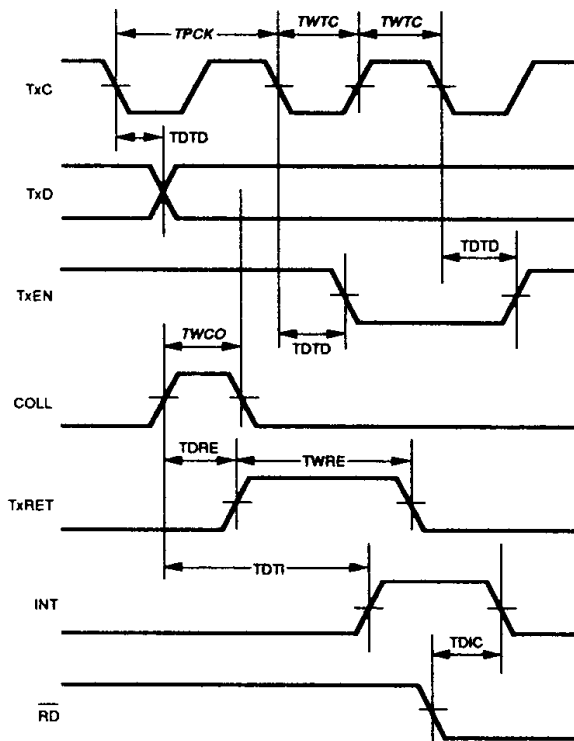 TPCK TWTC TWTC
TxC
TDTD
TxD
TDTD
TxEN
TWCO TDTD
COLL
TDRE TWRE
TxRET
TDTI
INT
TDIC
RD